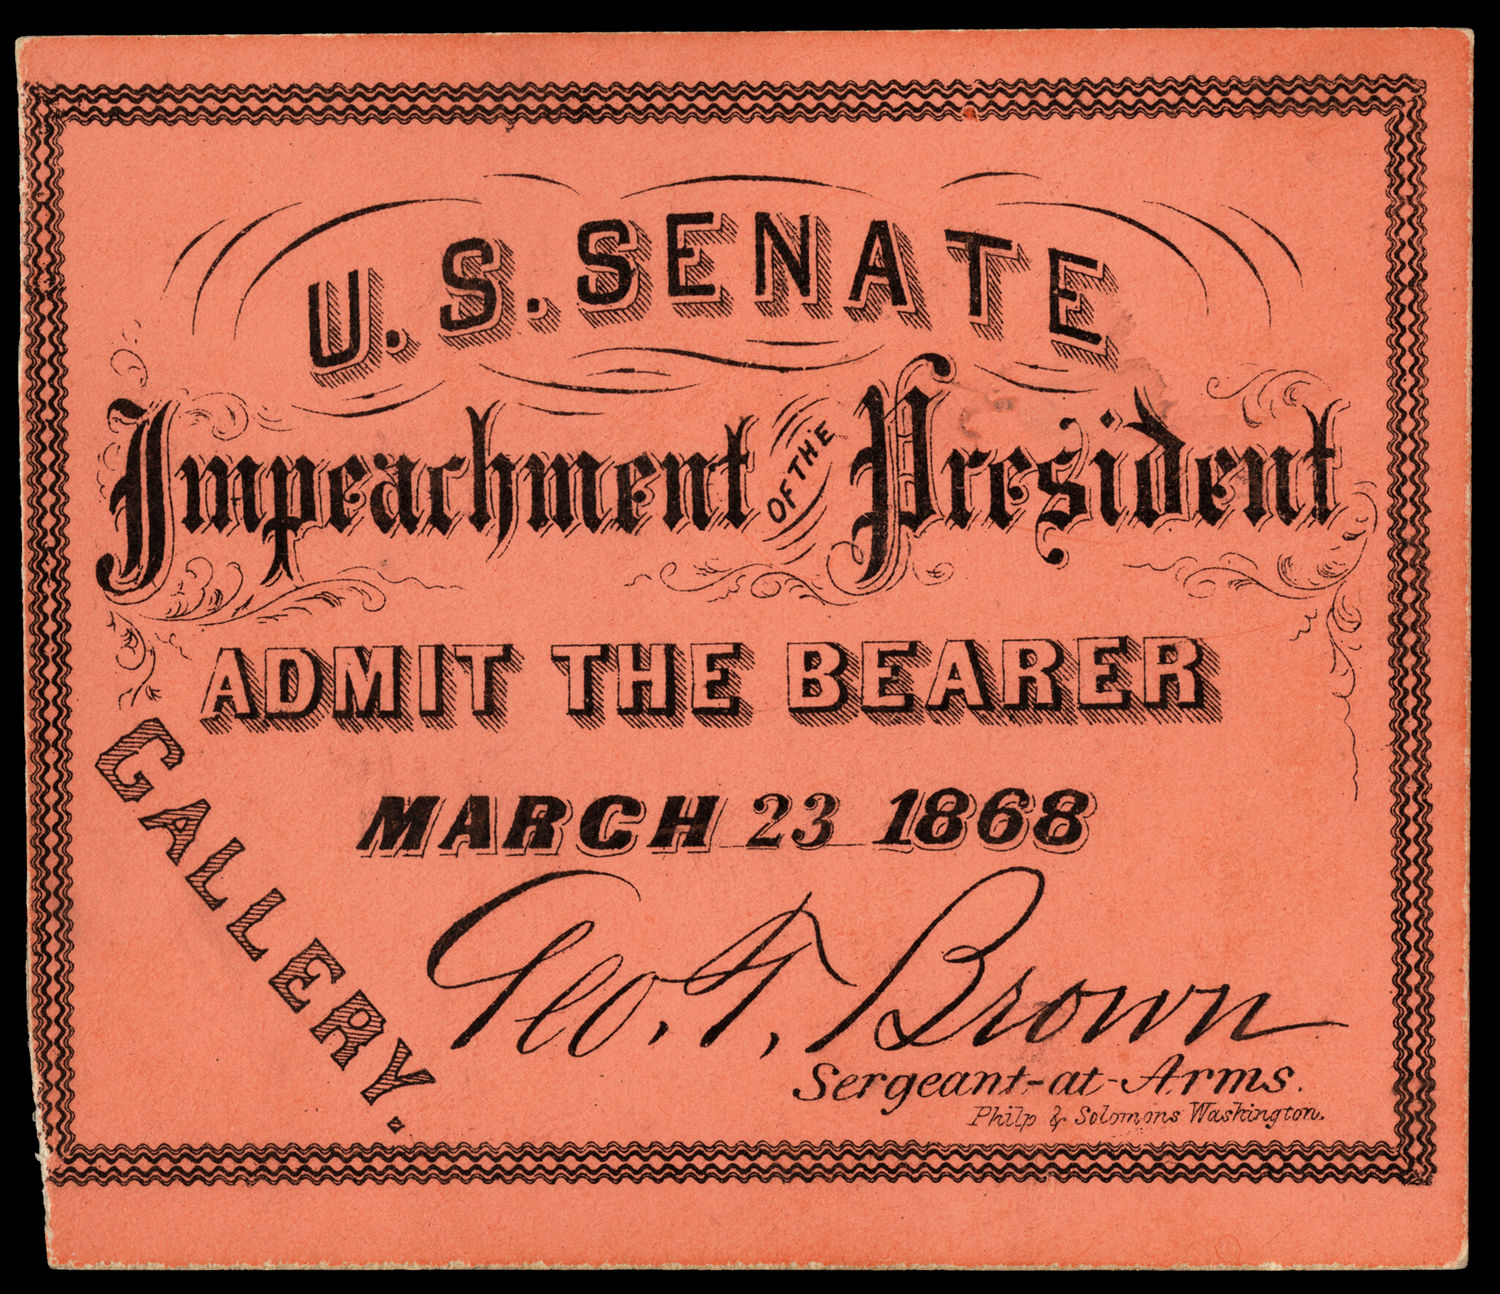 U. S. SENATE
Impeachment OF THE President
ADMIT THE BEARER
GALLERY.
MARCH 23 1868
Geo. T. Brown
Sergeant-at-Arms.
Philp & Solomons Washington.